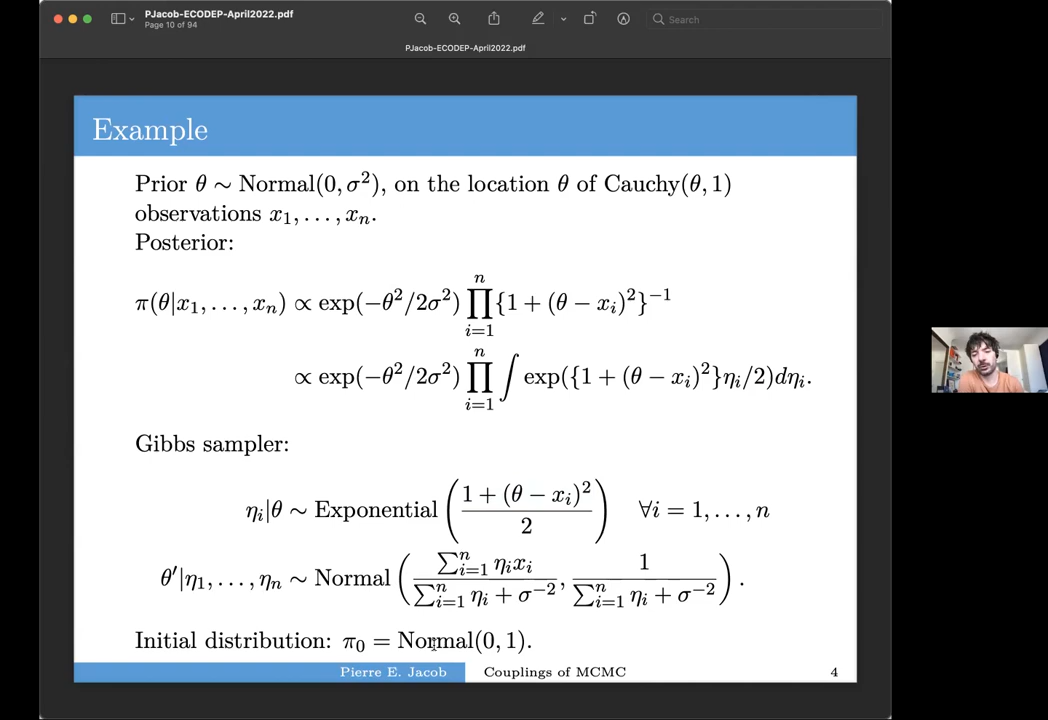 PJacob-ECODEP-April2022.pdf
Page 10 of 94
Search
PJacob-ECODEP-April2022.pdf
Example
Prior θ ∼ Normal(0, σ²), on the location θ of Cauchy(θ, 1)
observations x₁, . . . , xₙ.
Posterior:
π(θ|x₁, . . . , xₙ) ∝ exp(−θ²/2σ²) ∏ᵢ₌₁ⁿ {1 + (θ − xᵢ)²}⁻¹
∝ exp(−θ²/2σ²) ∏ᵢ₌₁ⁿ ∫ exp({1 + (θ − xᵢ)²}ηᵢ/2)dηᵢ.
Gibbs sampler:
ηᵢ|θ ∼ Exponential ( (1 + (θ − xᵢ)²) / 2 ) ∀i = 1, . . . , n
θ′|η₁, . . . , ηₙ ∼ Normal ( ∑ᵢ₌₁ⁿ ηᵢxᵢ / (∑ᵢ₌₁ⁿ ηᵢ + σ⁻²), 1 / (∑ᵢ₌₁ⁿ ηᵢ + σ⁻²) ).
Initial distribution: π₀ = Normal(0, 1).
Pierre E. Jacob Couplings of MCMC 4